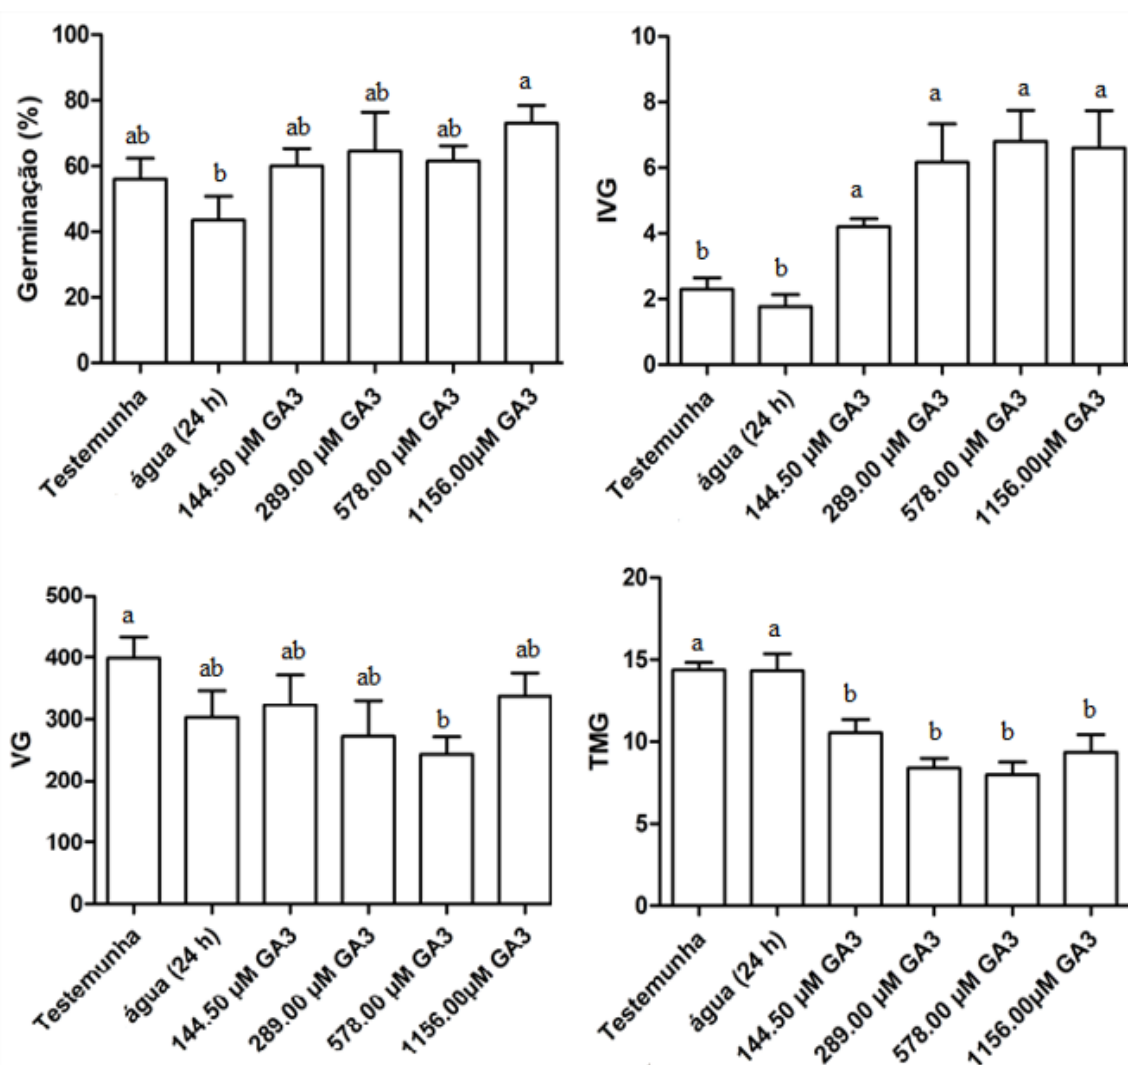 Germinação (%)
100
80
60
40
20
0
ab
b
ab
ab
ab
a
Testemunha
água (24 h)
144.50 µM GA3
289.00 µM GA3
578.00 µM GA3
1156.00µM GA3
IVG
10
8
6
4
2
0
b
b
a
a
a
a
Testemunha
água (24 h)
144.50 µM GA3
289.00 µM GA3
578.00 µM GA3
1156.00µM GA3
VG
500
400
300
200
100
0
a
ab
ab
ab
b
ab
Testemunha
água (24 h)
144.50 µM GA3
289.00 µM GA3
578.00 µM GA3
1156.00µM GA3
TMG
20
15
10
5
0
a
a
b
b
b
b
Testemunha
água (24 h)
144.50 µM GA3
289.00 µM GA3
578.00 µM GA3
1156.00µM GA3